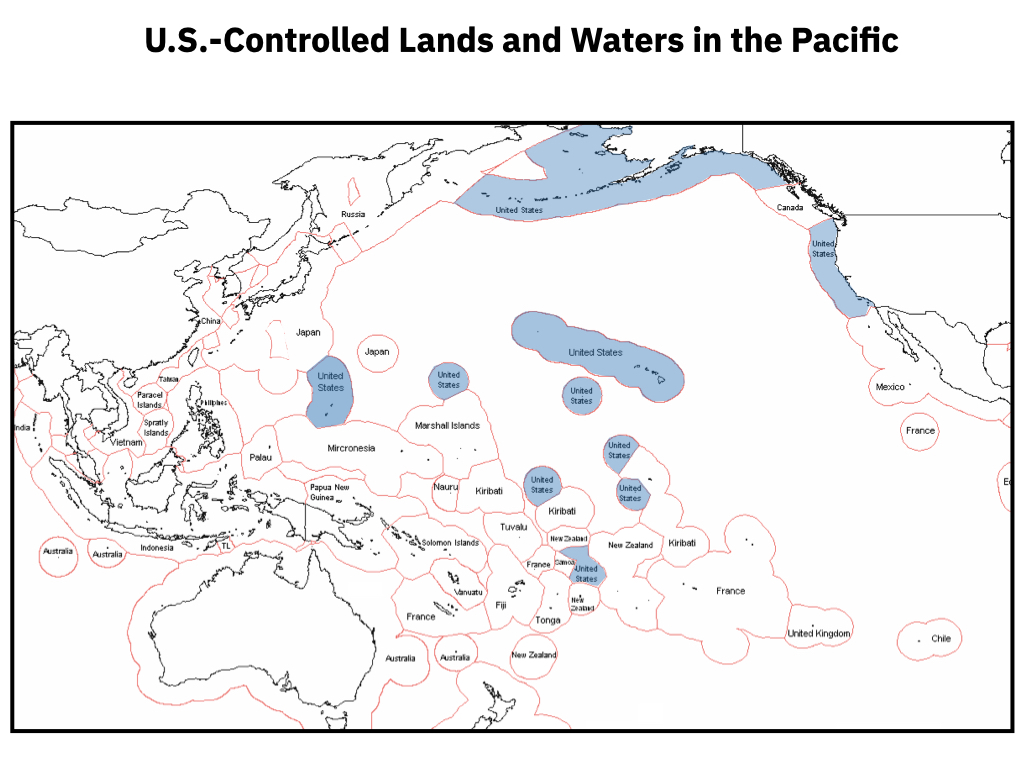 U.S.-Controlled Lands and Waters in the Pacific
United States
Russia
Canada
United
States
China
Japan
Japan
United States
United
States
United
States
United
States
Taiwan
Paracel
Islands
Philippines
Mexico
India
Spratly
Islands
Vietnam
Marshall Islands
France
Palau
Mircronesia
United
States
United
States
United
States
Papua New
Guinea
Nauru
Kiribati
Kiribati
Tuvalu
Solomon Islands
New Zealand
New Zealand
Kiribati
Australia
Australia
Indonesia
TL
France
Samoa
United
States
Vanuatu
Fiji
New
Zealand
France
France
Tonga
United Kingdom
Chile
Australia
Australia
New Zealand